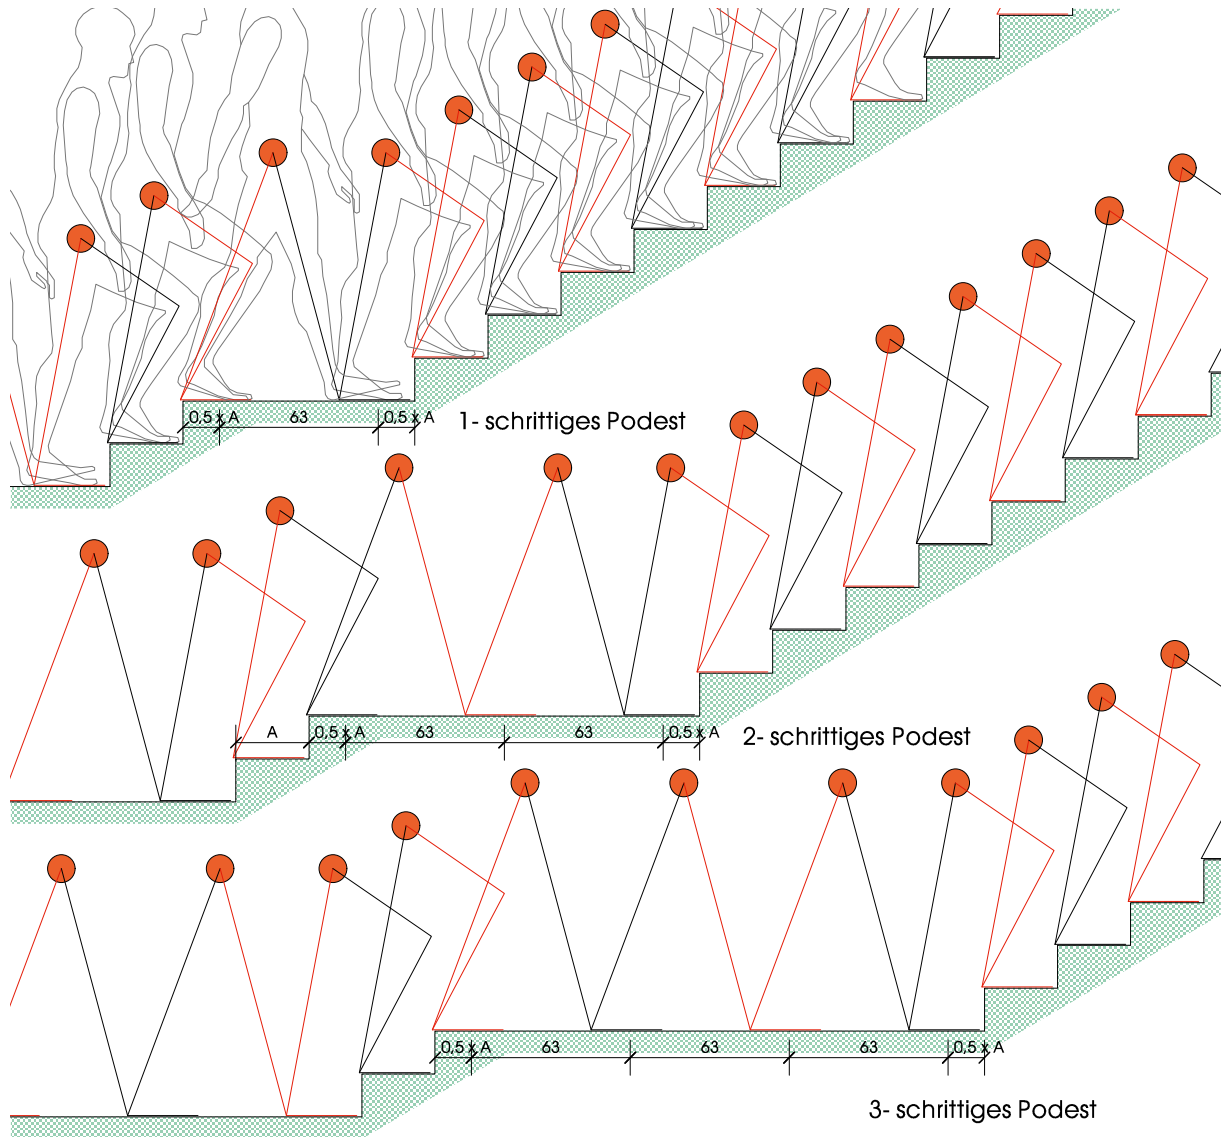 0,5 x A 63 0,5 x A
1- schrittiges Podest
A 0,5 x A 63 63 0,5 x A
2- schrittiges Podest
0,5 x A 63 63 63 0,5 x A
3- schrittiges Podest